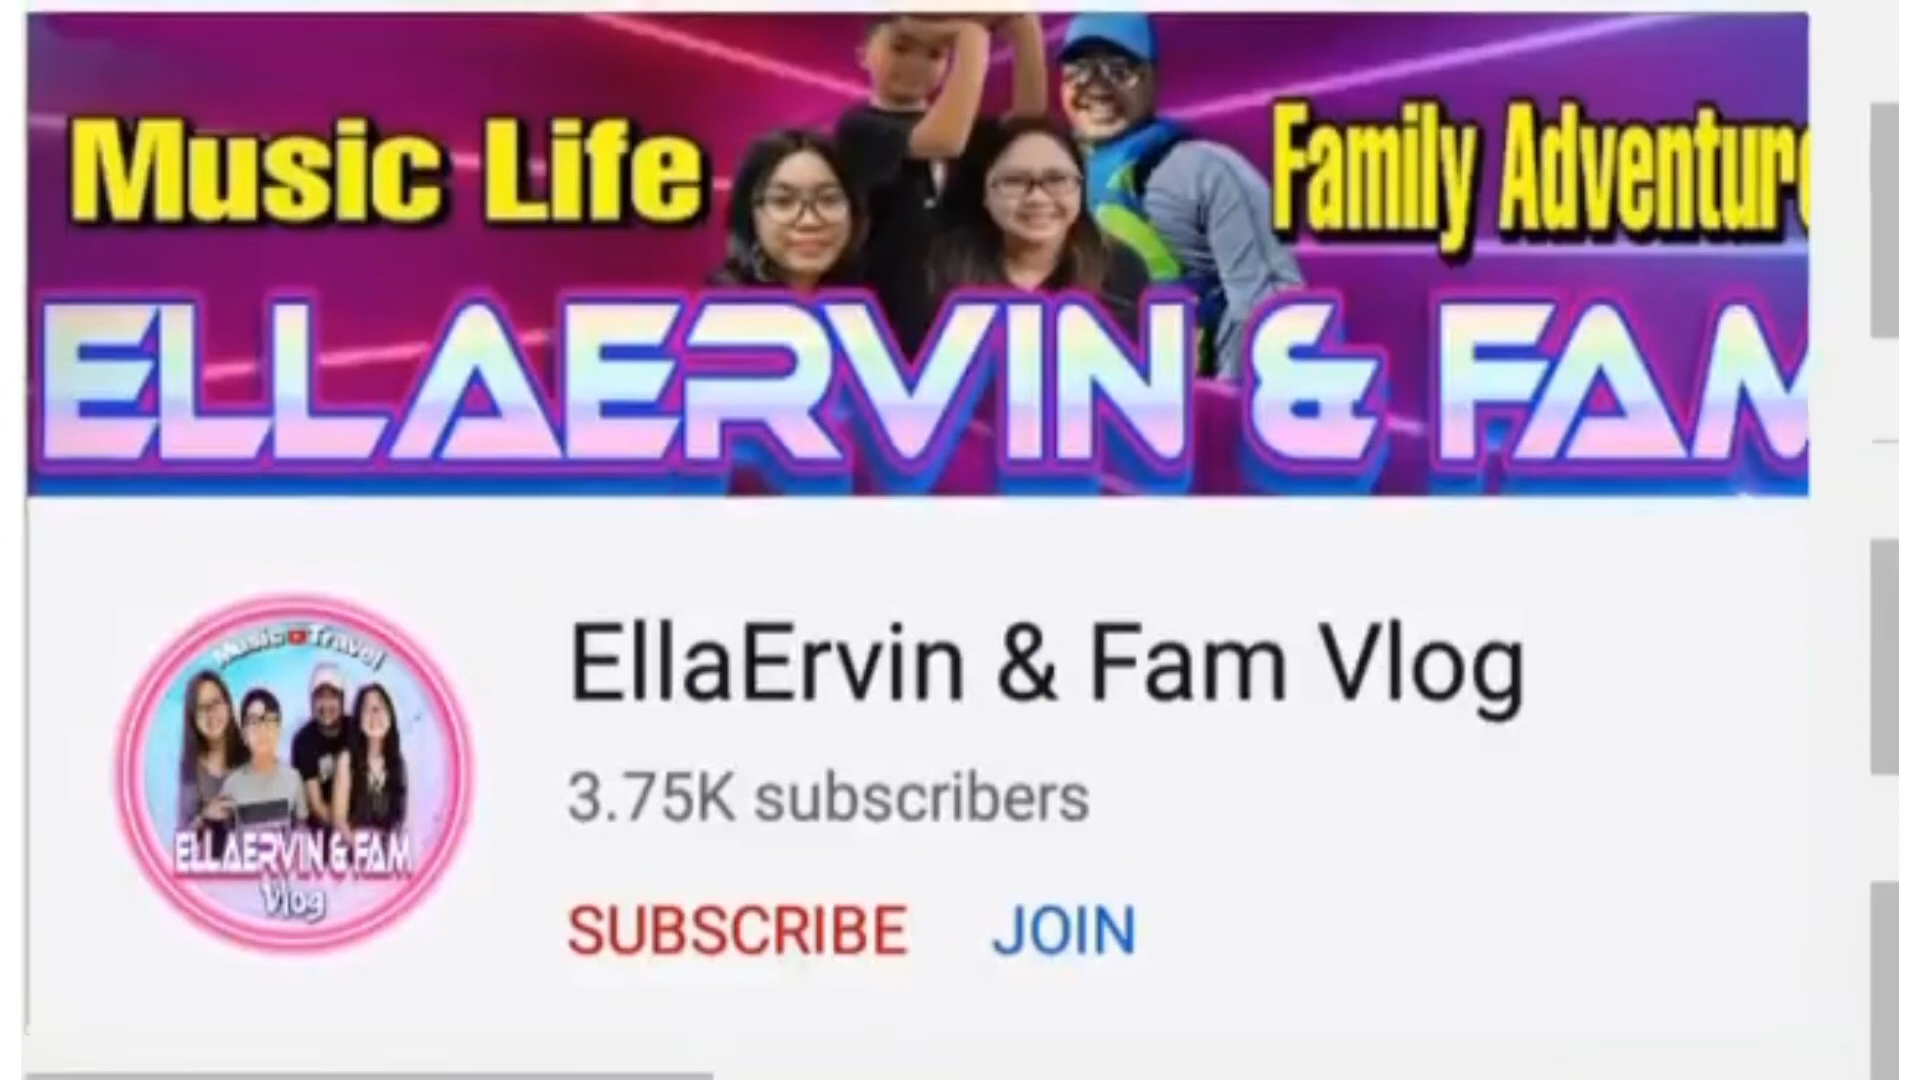 Music Life
Family Adventur
ELLAERVIN & FAM
Music Travel
ELLAERVIN & FAM
Vlog
EllaErvin & Fam Vlog
3.75K subscribers
SUBSCRIBE JOIN